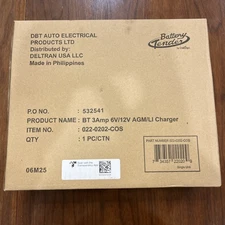 DBT AUTO ELECTRICAL
PRODUCTS LTD
Distributed by:
DELTRAN USA LLC
Made in Philippines
Battery
Tender
P.O NO. : 532541
PRODUCT NAME : BT 3Amp 6V/12V AGM/Li Charger
ITEM NO. : 022-0202-COS
QTY : 1 PC/CTN
06M25